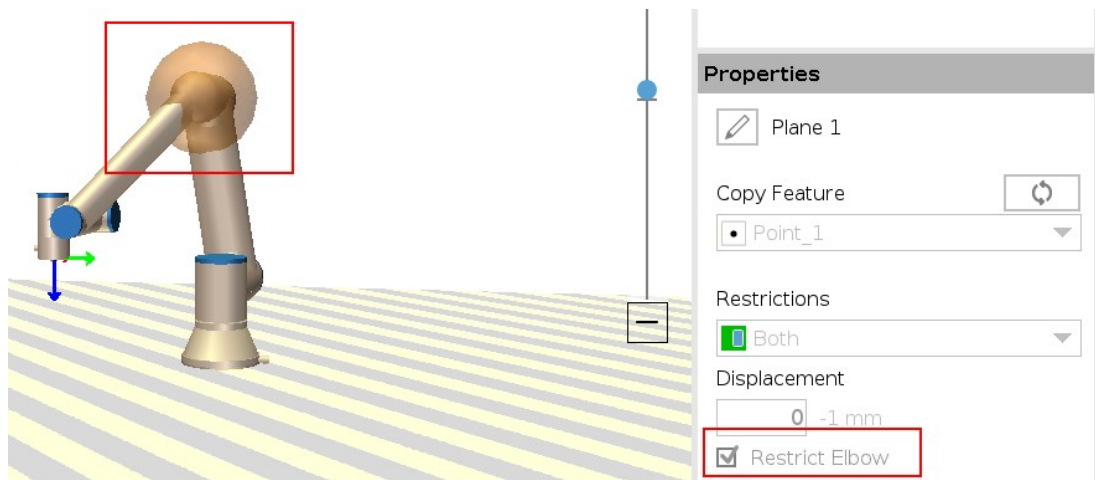 Properties
Plane 1
Copy Feature
Point_1
Restrictions
Both
Displacement
0 -1 mm
Restrict Elbow